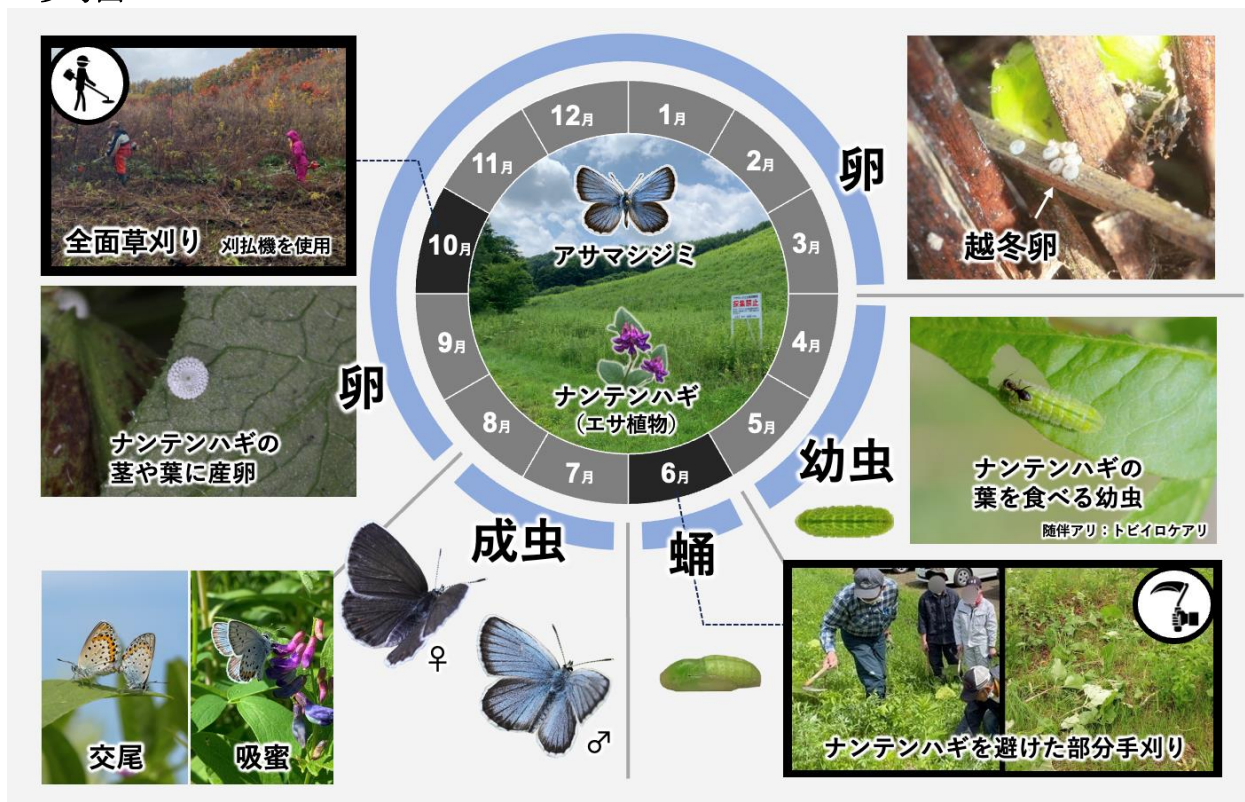 全面草刈り 刈払機を使用
12月
1月
11月
2月
10月
3月
9月
4月
8月
5月
7月
6月
アサマシジミ
採集禁止
ナンテンハギ
(エサ植物)
卵
越冬卵
卵
ナンテンハギの
茎や葉に産卵
幼虫
ナンテンハギの
葉を食べる幼虫
随伴アリ:トビイロケアリ
成虫
蛹
♀
♂
交尾
吸蜜
ナンテンハギを避けた部分手刈り